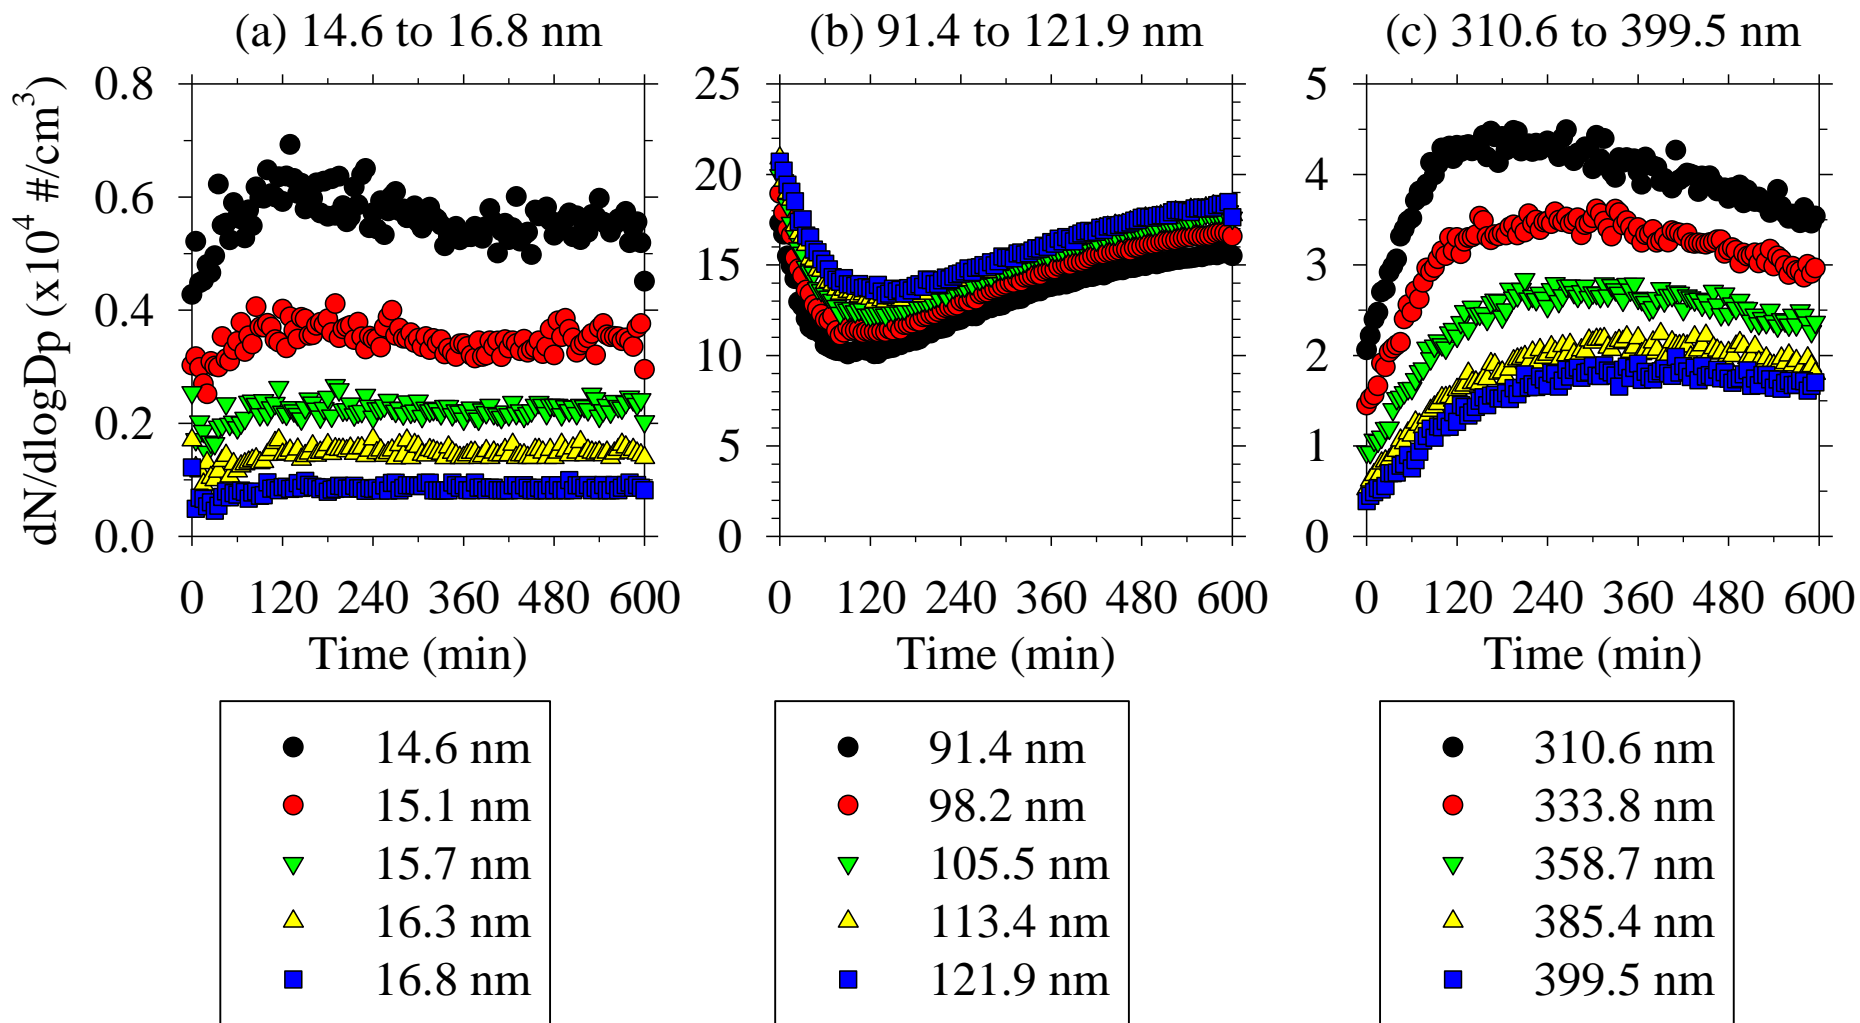 (a) 14.6 to 16.8 nm
(b) 91.4 to 121.9 nm
(c) 310.6 to 399.5 nm
dN/dlogDp (x10⁴ #/cm³)
0.8
0.6
0.4
0.2
0.0
0 120 240 360 480 600
Time (min)
25
20
15
10
5
0
0 120 240 360 480 600
Time (min)
5
4
3
2
1
0
0 120 240 360 480 600
Time (min)
14.6 nm
15.1 nm
15.7 nm
16.3 nm
16.8 nm
91.4 nm
98.2 nm
105.5 nm
113.4 nm
121.9 nm
310.6 nm
333.8 nm
358.7 nm
385.4 nm
399.5 nm